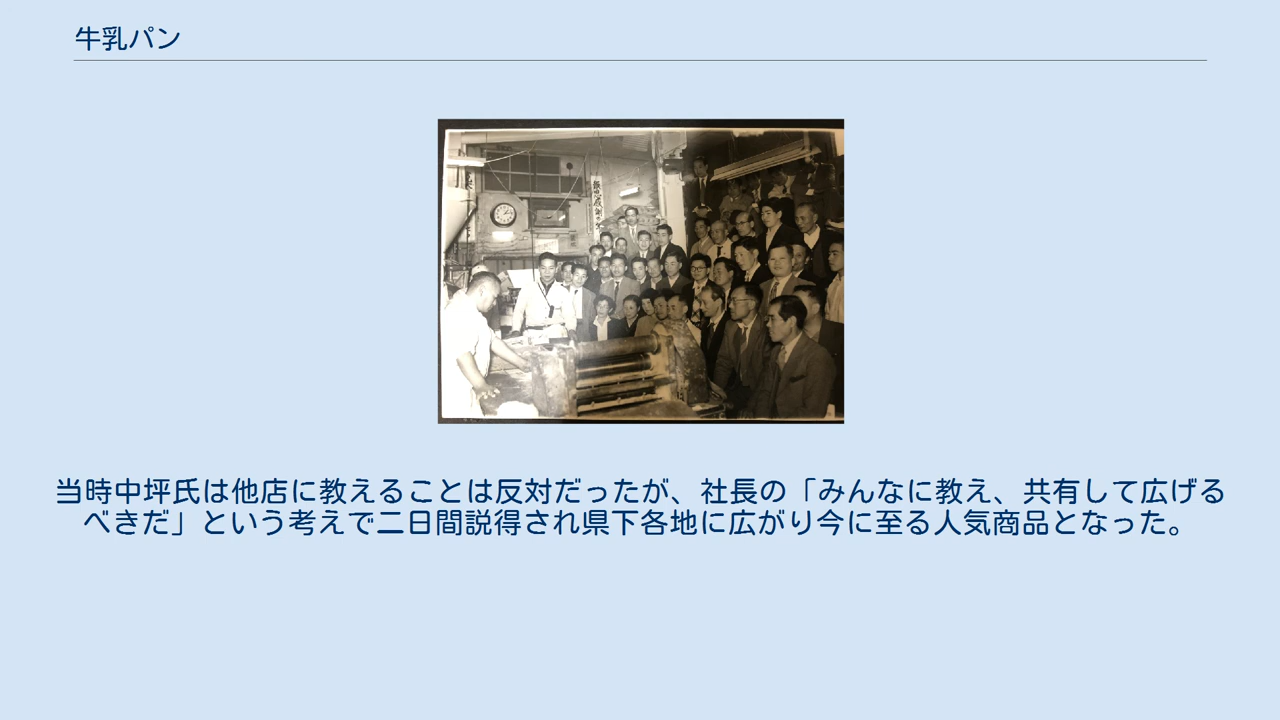 牛乳パン
当時中坪氏は他店に教えることは反対だったが、社長の「みんなに教え、共有して広げる
べきだ」という考えで二日間説得され県下各地に広がり今に至る人気商品となった。